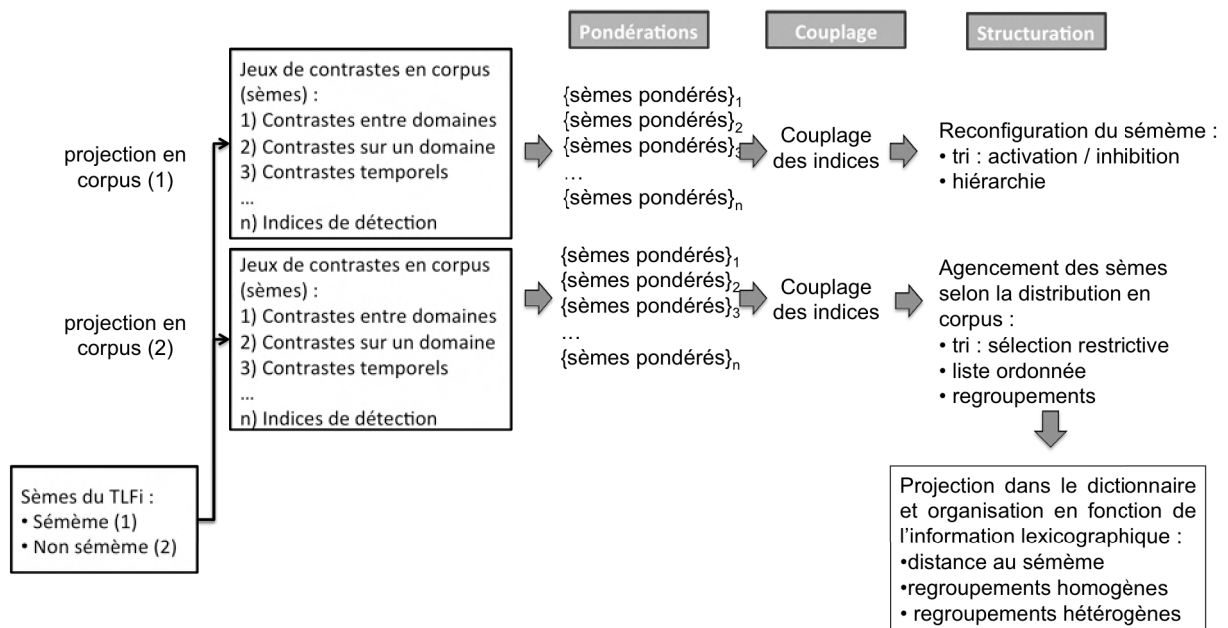 Pondérations
Couplage
Structuration
projection en
corpus (1)
Jeux de contrastes en corpus
(sèmes) :
1) Contrastes entre domaines
2) Contrastes sur un domaine
3) Contrastes temporels
...
n) Indices de détection
{sèmes pondérés}1
{sèmes pondérés}2
{sèmes pondérés}3
…
{sèmes pondérés}n
Couplage
des indices
Reconfiguration du sémème :
• tri : activation / inhibition
• hiérarchie
projection en
corpus (2)
Jeux de contrastes en corpus
(sèmes) :
1) Contrastes entre domaines
2) Contrastes sur un domaine
3) Contrastes temporels
...
n) Indices de détection
{sèmes pondérés}1
{sèmes pondérés}2
{sèmes pondérés}3
…
{sèmes pondérés}n
Couplage
des indices
Agencement des sèmes
selon la distribution en
corpus :
• tri : sélection restrictive
• liste ordonnée
• regroupements
Sèmes du TLFi :
• Sémème (1)
• Non sémème (2)
Projection dans le dictionnaire
et organisation en fonction de
l'information lexicographique :
•distance au sémème
•regroupements homogènes
• regroupements hétérogènes